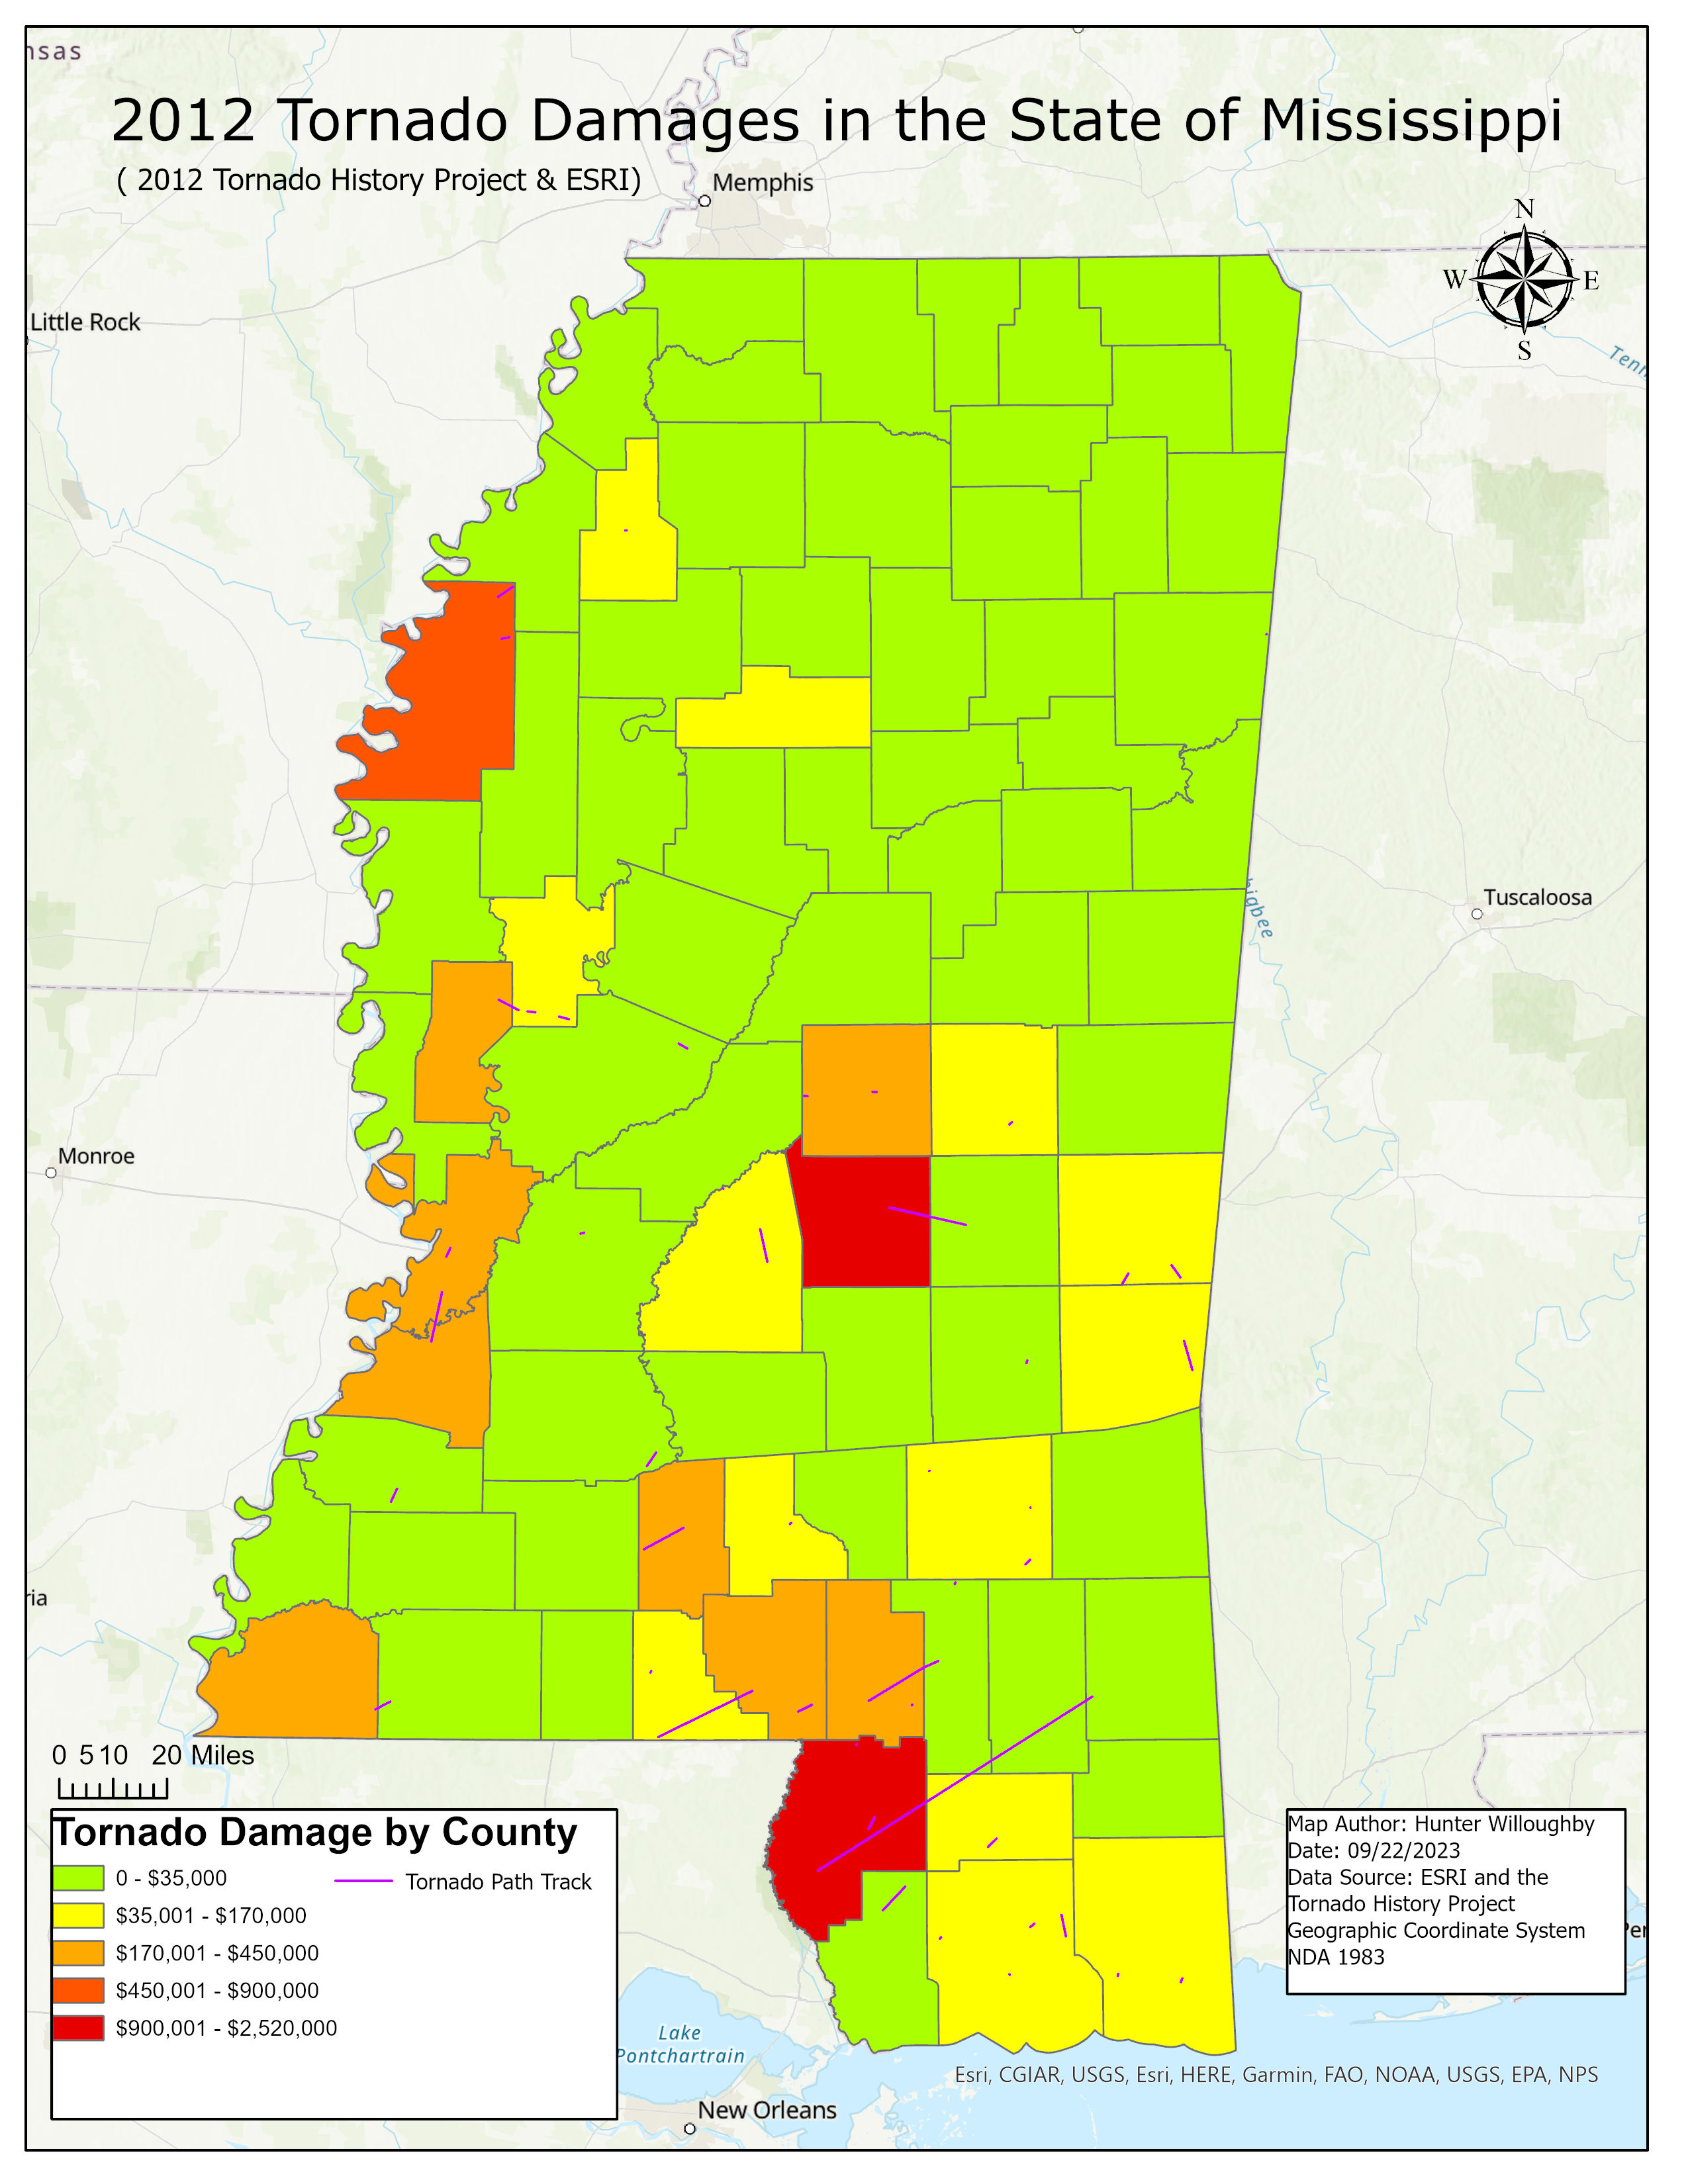 nsas
2012 Tornado Damages in the State of Mississippi
( 2012 Tornado History Project & ESRI)
Memphis
N
W
E
S
Little Rock
Tenn
Tuscaloosa
bigbee
Monroe
ria
0 5 10 20 Miles
Tornado Damage by County
0 - $35,000
Tornado Path Track
$35,001 - $170,000
$170,001 - $450,000
$450,001 - $900,000
$900,001 - $2,520,000
Map Author: Hunter Willoughby
Date: 09/22/2023
Data Source: ESRI and the
Tornado History Project
Geographic Coordinate System
NDA 1983
Per
Lake
Pontchartrain
Esri, CGIAR, USGS, Esri, HERE, Garmin, FAO, NOAA, USGS, EPA, NPS
New Orleans